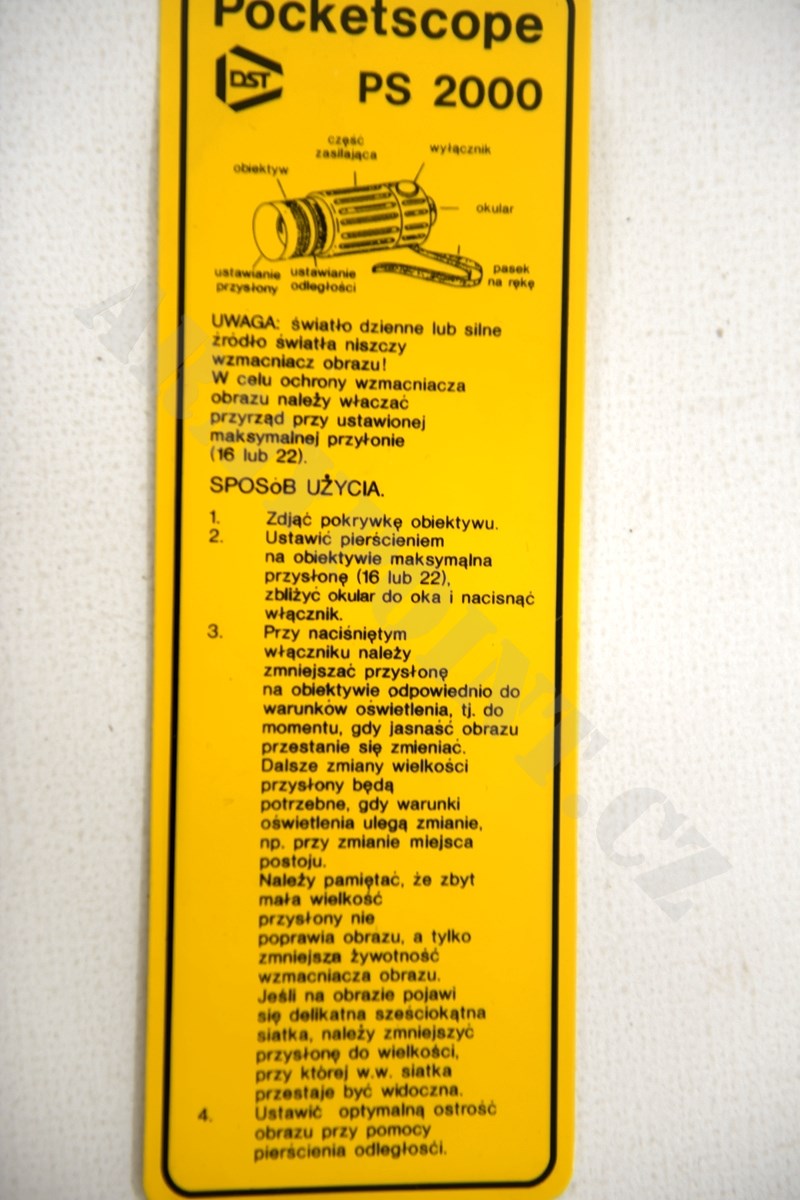 Pocketscope
DST
PS 2000
część
zasilająca
wyłącznik
obiektyw
okular
ustawianie
przysłony
ustawianie
odległości
pasek
na rękę
UWAGA: światło dzienne lub silne
źródło światła niszczy
wzmacniacz obrazu!
W celu ochrony wzmacniacza
obrazu należy włączać
przyrząd przy ustawionej
maksymalnej przyłonie
(16 lub 22).
SPOSóB UŻYCIA.
1. Zdjąć pokrywkę obiektywu.
2. Ustawić pierścieniem
na obiektywie maksymąlna
przysłonę (16 lub 22),
zbliżyć okular do oka i nacisnąć
włącznik.
3. Przy naciśniętym
włączniku należy
zmniejszać przysłonę
na obiektywie odpowiednio do
warunków oświetlenia, tj. do
momentu, gdy jasnaść obrazu
przestanie się zmieniać.
Dalsze zmiany wielkości
przysłony będą
potrzebne, gdy warunki
oświetlenia ulegą zmianie,
np. przy zmianie miejsca
postoju.
Należy pamiętać, że zbyt
mała wielkość
przysłony nie
poprawia obrazu, a tylko
zmniejsza żywotność
wzmacniacza obrazu.
Jeśli na obrazie pojawi
się delikatna sześciokątna
siatka, należy zmniejszyć
przysłonę do wielkości,
przy której w.w. siatka
przestaje być widoczna.
4. Ustawić optymalną ostrość
obrazu przy pomocy
pierścienia odległosći.
ARMYPOINT.CZ